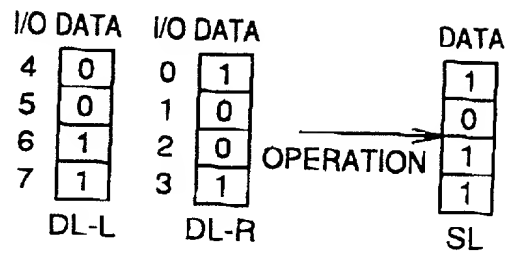 I/O DATA I/O DATA DATA
4 0 0 1 1
5 0 1 0 0
6 1 2 0 OPERATION 1
7 1 3 1 1
DL-L DL-R SL